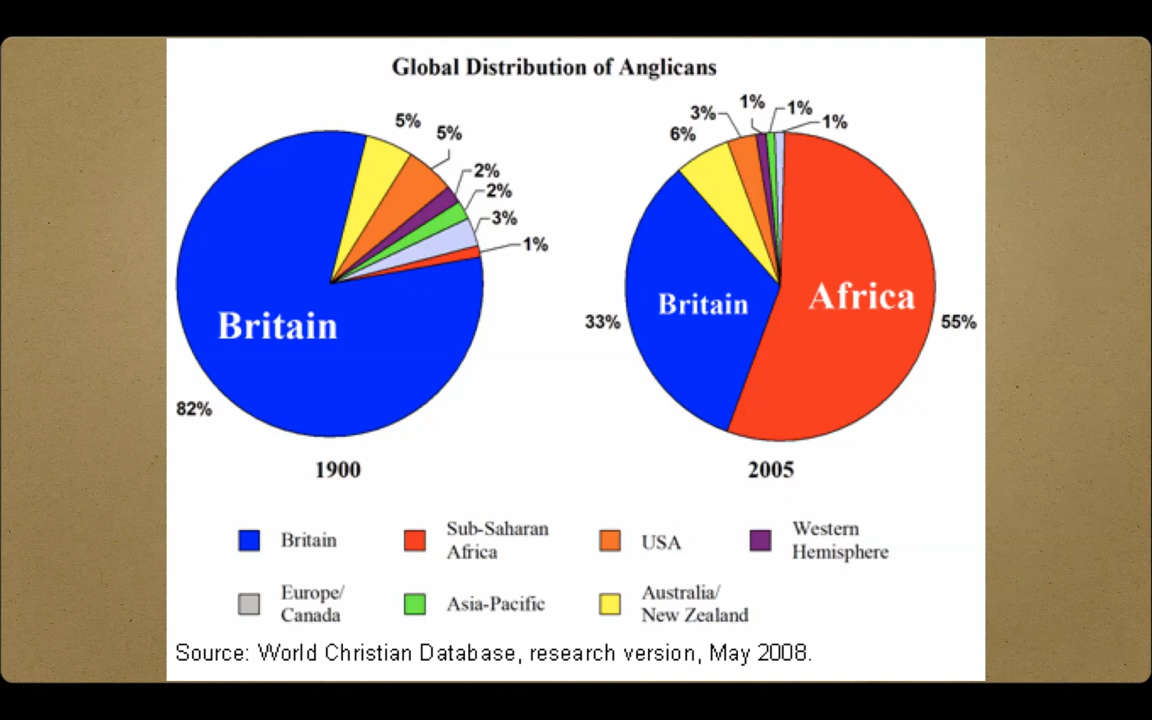 Global Distribution of Anglicans
5%
5%
2%
2%
3%
1%
Britain
82%
1900
3%
1%
1%
1%
6%
Britain
Africa
33%
55%
2005
Britain
Sub-Saharan
Africa
USA
Western
Hemisphere
Europe/
Canada
Asia-Pacific
Australia/
New Zealand
Source: World Christian Database, research version, May 2008.